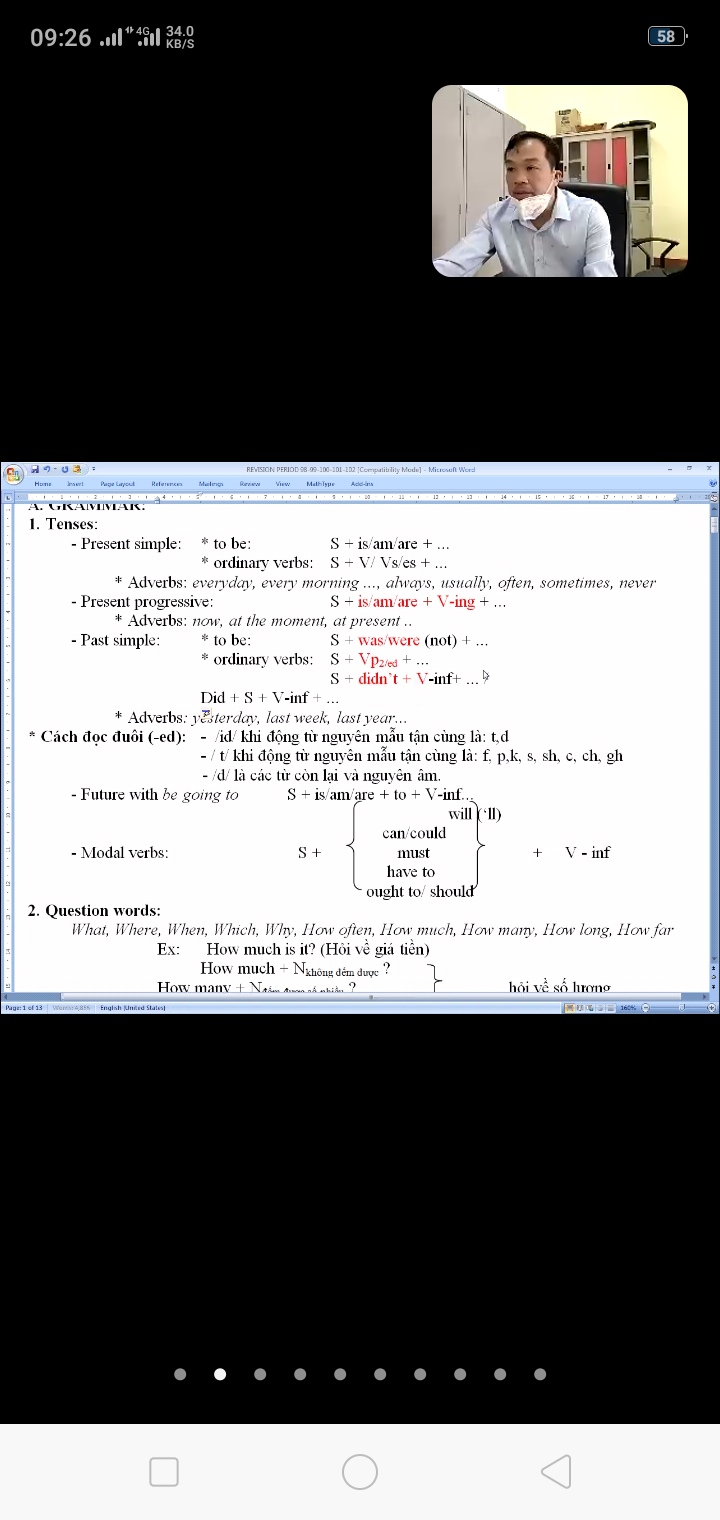 09:26 4G 34.0 KB/S 58
REVISION PERIOD 98-99-100-101-102 [Compatibility Mode] - Microsoft Word
Home Insert Page Layout References Mailings Review View MathType Add-Ins
A. GRAMMAR:
1. Tenses:
- Present simple: * to be: S + is/am/are + ...
* ordinary verbs: S + V/ Vs/es + ...
* Adverbs: everyday, every morning ..., always, usually, often, sometimes, never
- Present progressive: S + is/am/are + V-ing + ...
* Adverbs: now, at the moment, at present ..
- Past simple: * to be: S + was/were (not) + ...
* ordinary verbs: S + Vp2/ed + ...
S + didn't + V-inf+ ...
Did + S + V-inf + ...
* Adverbs: yesterday, last week, last year...
* Cách đọc đuôi (-ed): - /id/ khi động từ nguyên mẫu tận cùng là: t,d
- / t/ khi động từ nguyên mẫu tận cùng là: f, p,k, s, sh, c, ch, gh
- /d/ là các từ còn lại và nguyên âm.
- Future with be going to S + is/am/are + to + V-inf...
will ('ll)
can/could
- Modal verbs: S + must + V - inf
have to
ought to/ should
2. Question words:
What, Where, When, Which, Why, How often, How much, How many, How long, How far
Ex: How much is it? (Hỏi về giá tiền)
How much + Nkhông đếm được ?
How many + Nđếm được số nhiều ? hỏi về số lượng
Page: 1 of 13 Words: 4,866 English (United States) 160%